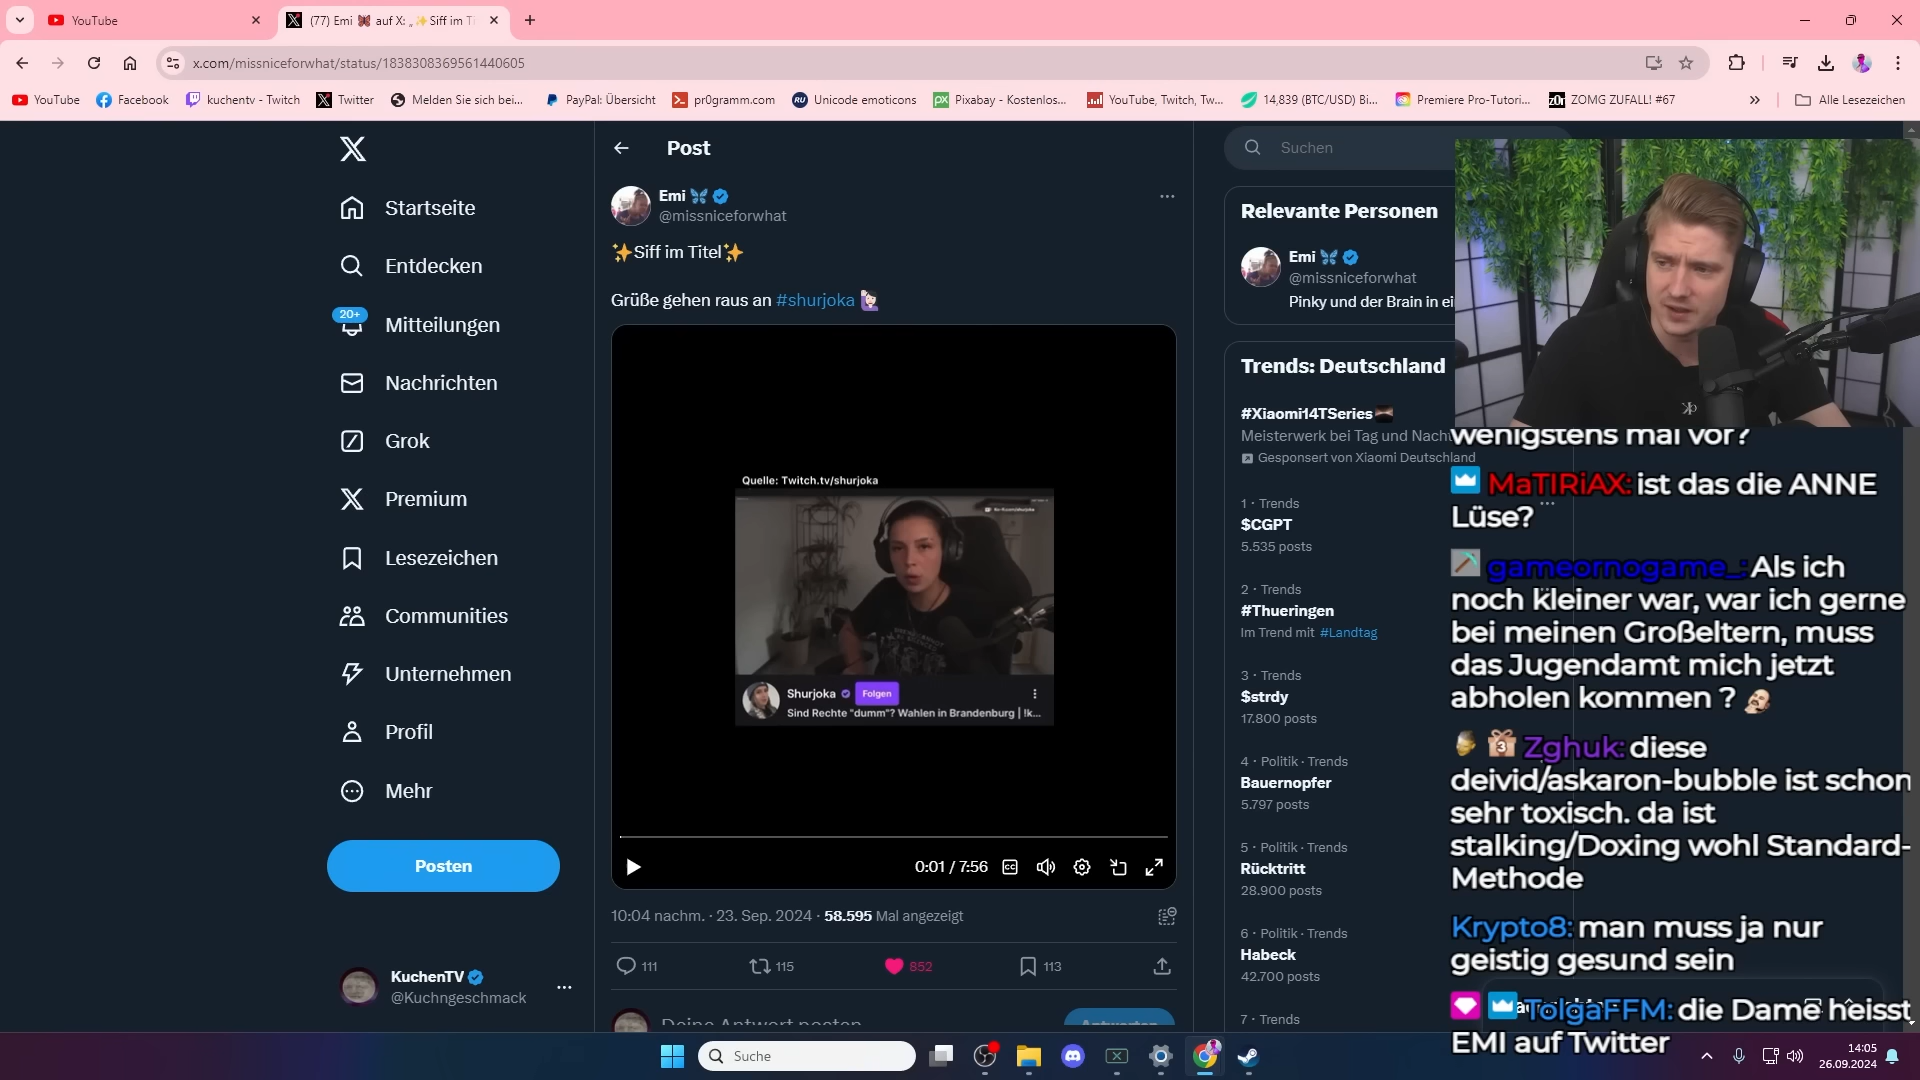 YouTube
(77) Emi 🦋 auf X: „✨Siff im Ti
x.com/missniceforwhat/status/1838308369561440605
YouTube
Facebook
kuchentv - Twitch
Twitter
Melden Sie sich bei...
PayPal: Übersicht
pr0gramm.com
Unicode emoticons
Pixabay - Kostenlos...
YouTube, Twitch, Tw...
14,839 (BTC/USD) Bi...
Premiere Pro-Tutori...
ZOMG ZUFALL! #67
Alle Lesezeichen
Startseite
Entdecken
20+
Mitteilungen
Nachrichten
Grok
Premium
Lesezeichen
Communities
Unternehmen
Profil
Mehr
Posten
KuchenTV
@Kuchngeschmack
Post
Emi 🦋
@missniceforwhat
✨Siff im Titel✨
Grüße gehen raus an #shurjoka 🙋🏻‍♀️
Quelle: Twitch.tv/shurjoka
Shurjoka
Folgen
Sind Rechte "dumm"? Wahlen in Brandenburg | !k...
0:01 / 7:56
10:04 nachm. · 23. Sep. 2024 · 58.595 Mal angezeigt
111
115
852
113
Deine Antwort posten
Antworten
Suchen
Relevante Personen
Emi 🦋
@missniceforwhat
Pinky und der Brain in ei
Trends: Deutschland
#Xiaomi14TSeries
Meisterwerk bei Tag und Nacht
Gesponsert von Xiaomi Deutschland
1 · Trends
$CGPT
5.535 posts
2 · Trends
#Thueringen
Im Trend mit #Landtag
3 · Trends
$strdy
17.800 posts
4 · Politik · Trends
Bauernopfer
5.797 posts
5 · Politik · Trends
Rücktritt
28.900 posts
6 · Politik · Trends
Habeck
42.700 posts
7 · Trends
wenigstens mal vor?
MaTIRiAX: ist das die ANNE
Lüse?
gameornogame_: Als ich
noch kleiner war, war ich gerne
bei meinen Großeltern, muss
das Jugendamt mich jetzt
abholen kommen ?
3 Zghuk: diese
deivid/askaron-bubble ist schon
sehr toxisch. da ist
stalking/Doxing wohl Standard-
Methode
Krypto8: man muss ja nur
geistig gesund sein
TolgaFFM: die Dame heisst
EMI auf Twitter
Suche
14:05
26.09.2024